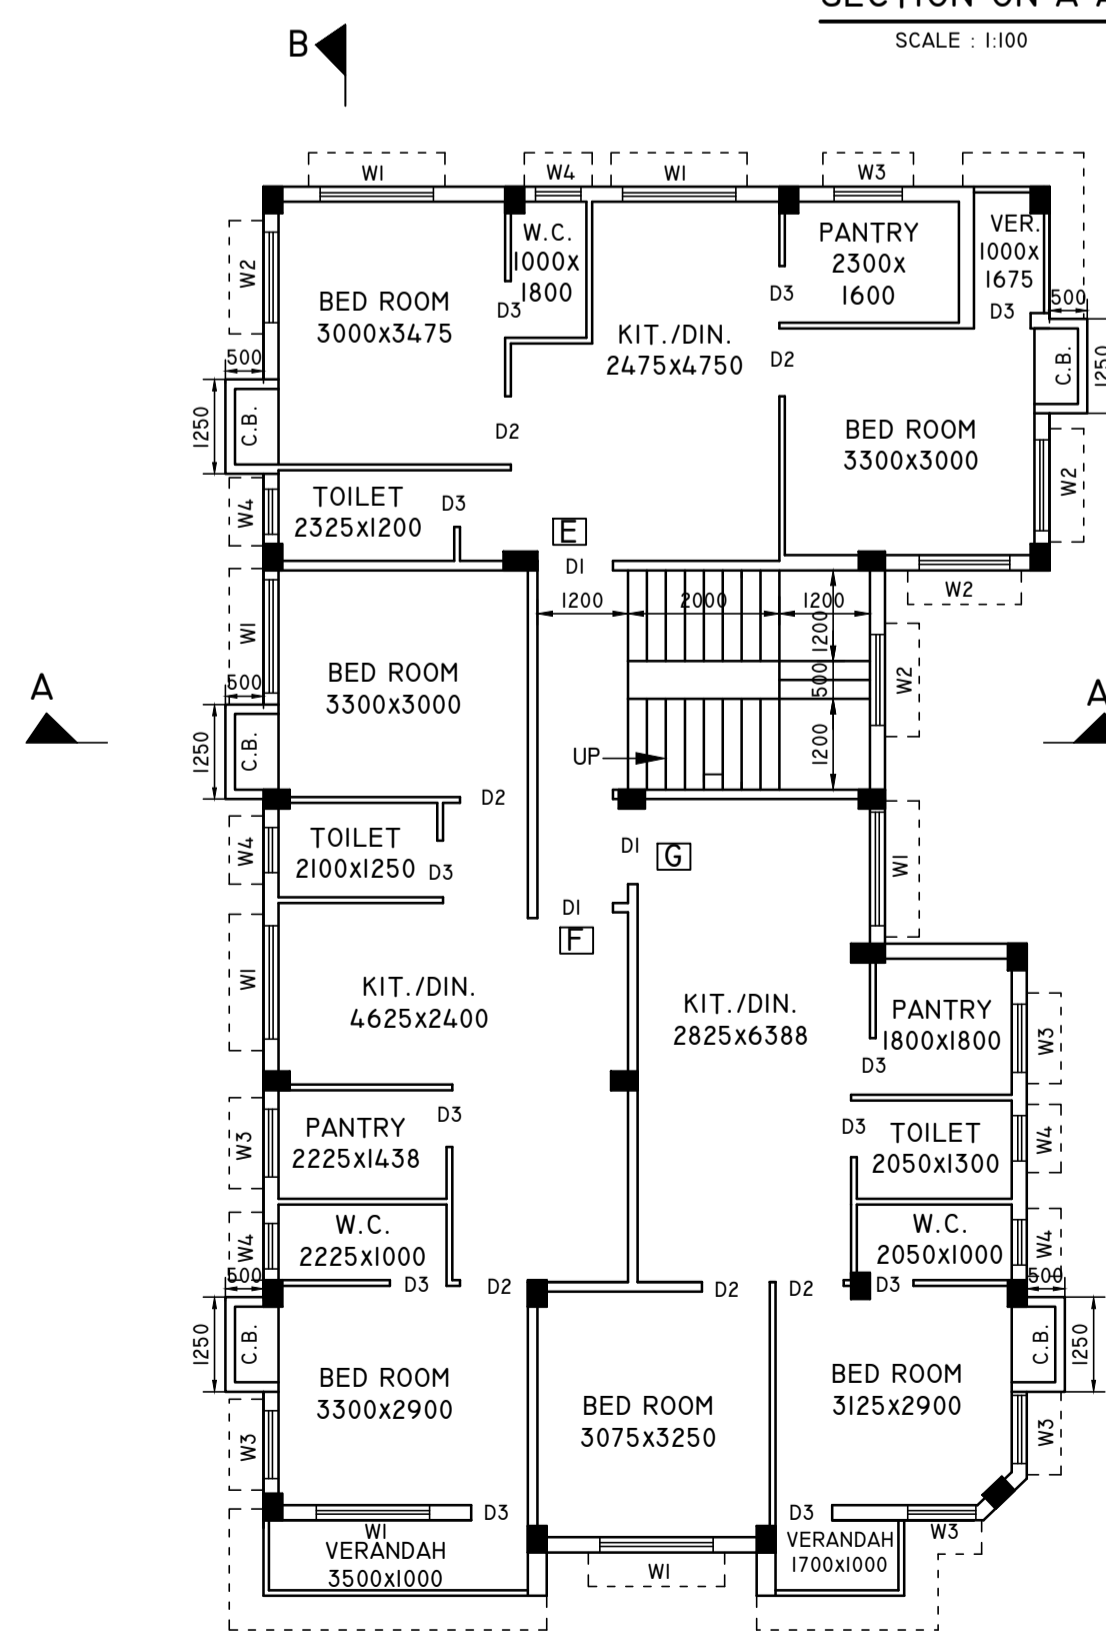 SECTION ON A-A
SCALE : 1:100
B
W1
W4
W1
W3
W2
BED ROOM
3000x3475
W.C.
1000x
1800
D3
KIT./DIN.
2475x4750
PANTRY
2300x
1600
D3
VER.
1000x
1675
D3
500
C.B.
1250
D2
500
1250
C.B.
D2
BED ROOM
3300x3000
W2
W4
TOILET
2325x1200
D3
E
D1
W2
1200
2000
1200
1200
500
1200
W1
W2
BED ROOM
3300x3000
A
A
500
1250
C.B.
UP
D2
W4
TOILET
2100x1250
D3
D1
G
W1
D1
F
W1
KIT./DIN.
4625x2400
KIT./DIN.
2825x6388
PANTRY
1800x1800
W3
D3
W3
PANTRY
2225x1438
D3
D3
TOILET
2050x1300
W4
W4
W.C.
2225x1000
W.C.
2050x1000
W4
500
D3
D2
D2
D2
D3
500
1250
C.B.
BED ROOM
3300x2900
BED ROOM
3075x3250
BED ROOM
3125x2900
C.B.
1250
W3
W3
D3
D3
W1
VERANDAH
3500x1000
W1
VERANDAH
1700x1000
W3